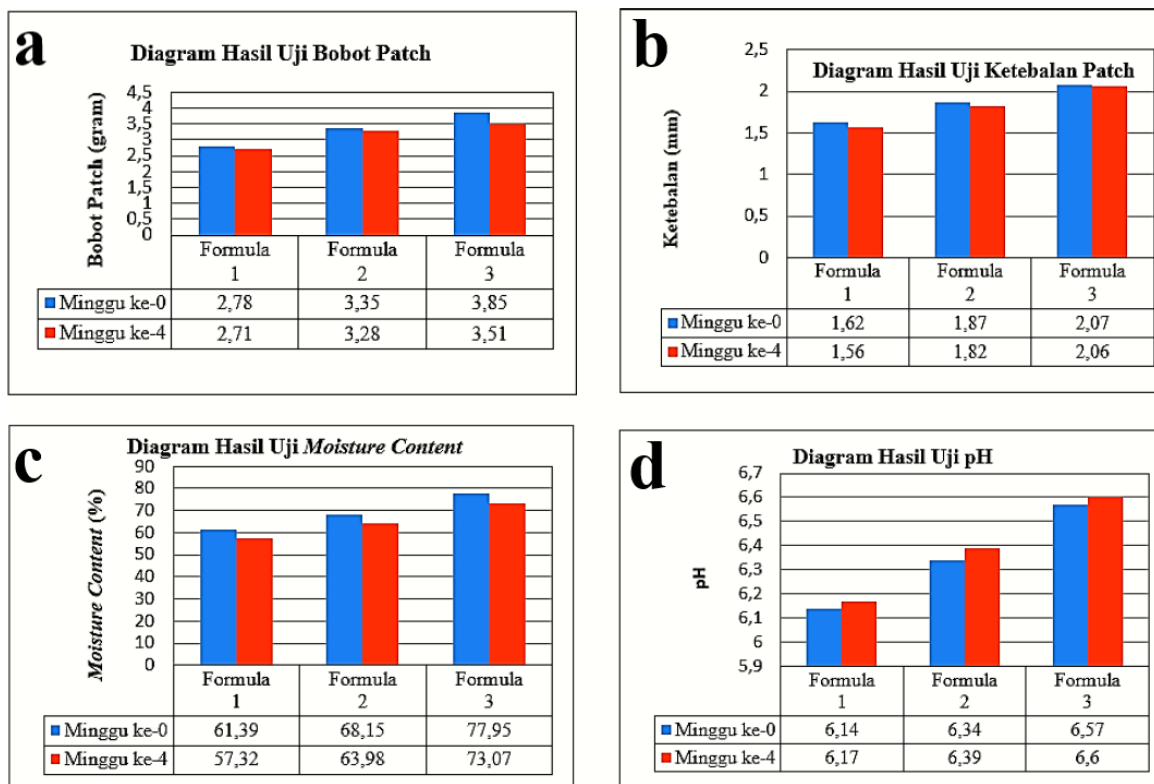 a
Diagram Hasil Uji Bobot Patch
Bobot Patch (gram)
4,5
4
3,5
3
2,5
2
1,5
1
0,5
0
Formula 1 Formula 2 Formula 3
Minggu ke-0 2,78 3,35 3,85
Minggu ke-4 2,71 3,28 3,51
b
Diagram Hasil Uji Ketebalan Patch
Ketebalan (mm)
2,5
2
1,5
1
0,5
0
Formula 1 Formula 2 Formula 3
Minggu ke-0 1,62 1,87 2,07
Minggu ke-4 1,56 1,82 2,06
c
Diagram Hasil Uji Moisture Content
Moisture Content (%)
90
80
70
60
50
40
30
20
10
0
Formula 1 Formula 2 Formula 3
Minggu ke-0 61,39 68,15 77,95
Minggu ke-4 57,32 63,98 73,07
d
Diagram Hasil Uji pH
pH
6,7
6,6
6,5
6,4
6,3
6,2
6,1
6
5,9
Formula 1 Formula 2 Formula 3
Minggu ke-0 6,14 6,34 6,57
Minggu ke-4 6,17 6,39 6,6